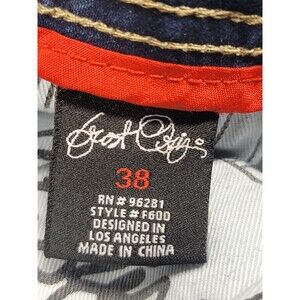 38
RN # 96281
STYLE # F600
DESIGNED IN
LOS ANGELES
MADE IN CHINA